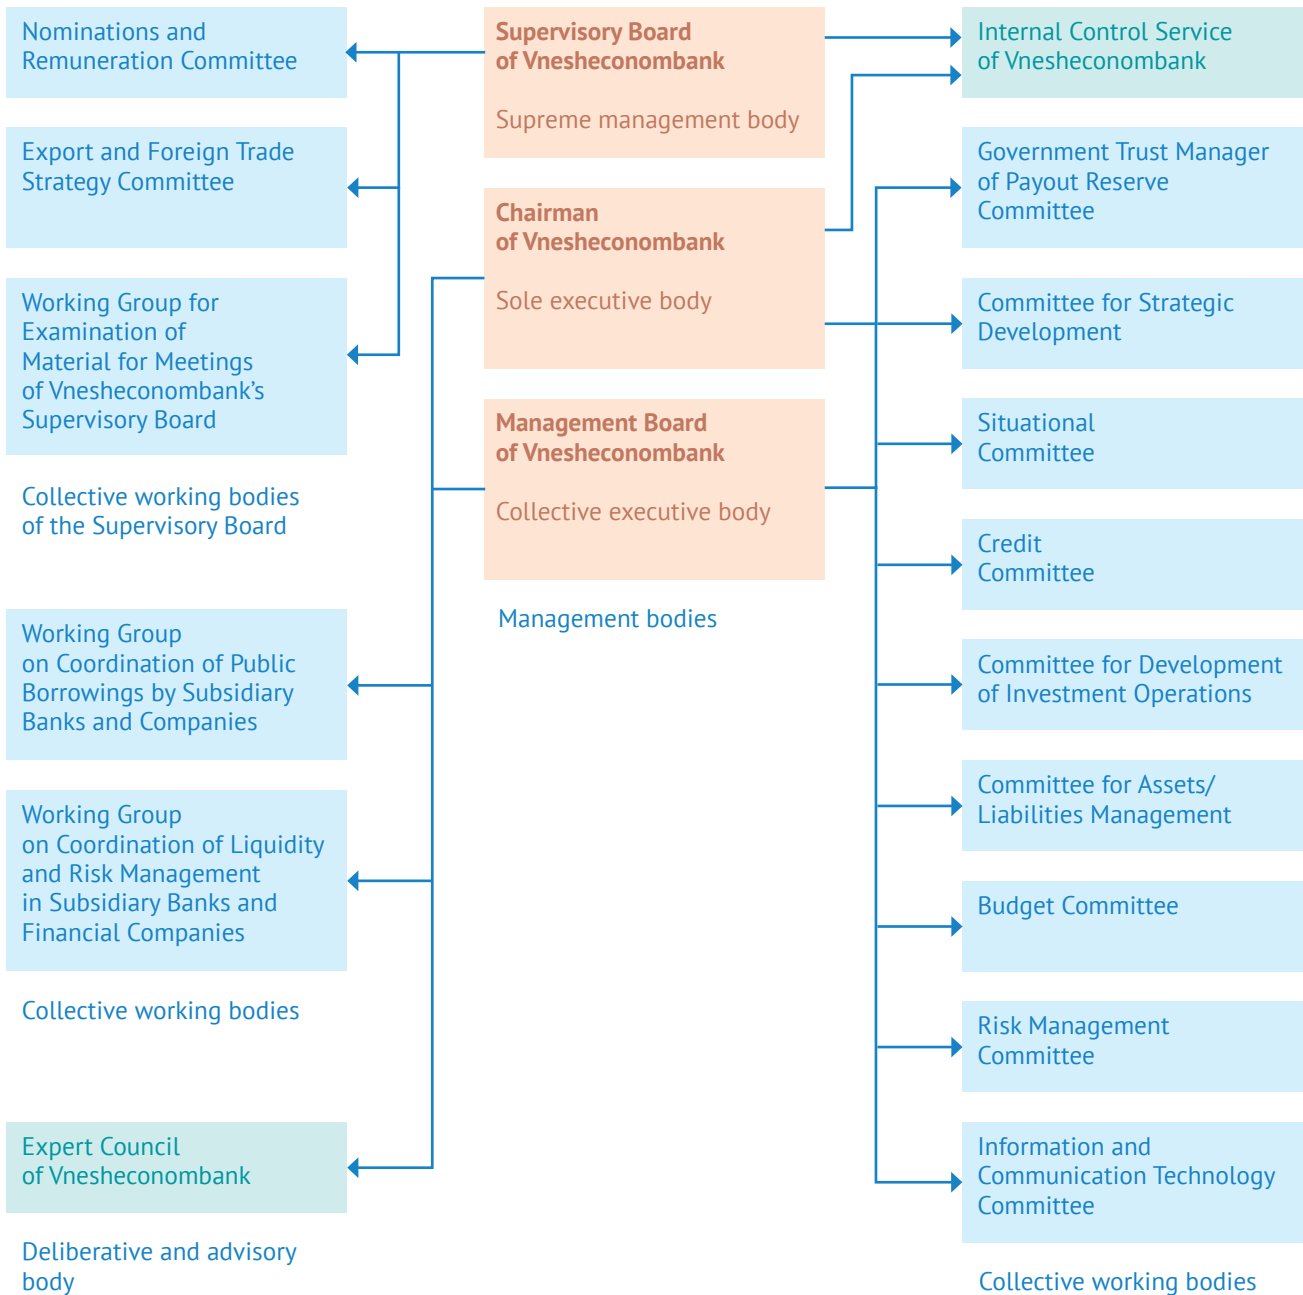 Nominations and
Remuneration Committee
Export and Foreign Trade
Strategy Committee
Working Group for
Examination of
Material for Meetings
of Vnesheconombank’s
Supervisory Board
Collective working bodies
of the Supervisory Board
Working Group
on Coordination of Public
Borrowings by Subsidiary
Banks and Companies
Working Group
on Coordination of Liquidity
and Risk Management
in Subsidiary Banks and
Financial Companies
Collective working bodies
Expert Council
of Vnesheconombank
Deliberative and advisory
body
Supervisory Board
of Vnesheconombank
Supreme management body
Chairman
of Vnesheconombank
Sole executive body
Management Board
of Vnesheconombank
Collective executive body
Management bodies
Internal Control Service
of Vnesheconombank
Government Trust Manager
of Payout Reserve
Committee
Committee for Strategic
Development
Situational
Committee
Credit
Committee
Committee for Development
of Investment Operations
Committee for Assets/
Liabilities Management
Budget Committee
Risk Management
Committee
Information and
Communication Technology
Committee
Collective working bodies